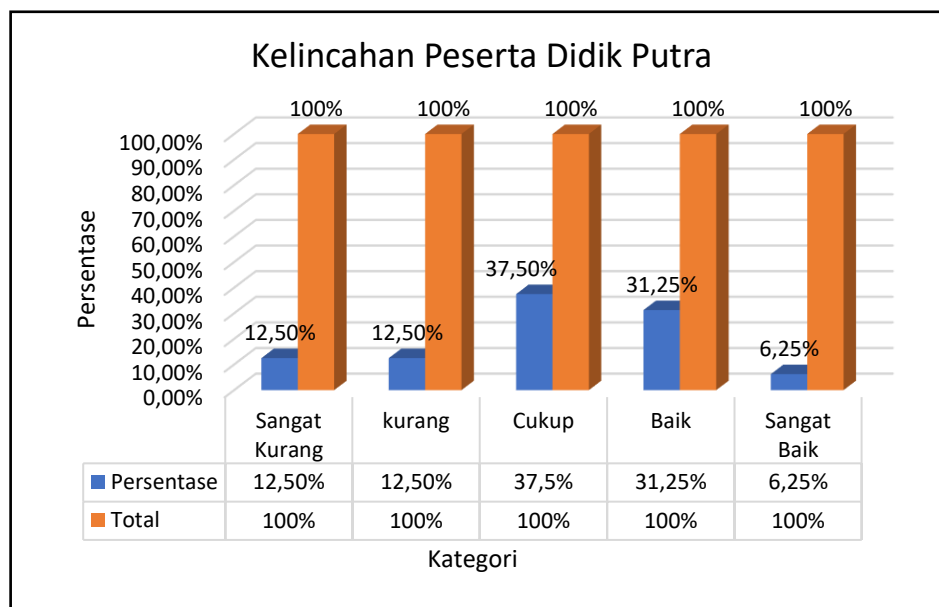 Kelincahan Peserta Didik Putra
100% 100% 100% 100% 100%
100,00%
90,00%
80,00%
70,00%
60,00%
50,00%
40,00%
30,00%
20,00%
10,00%
0,00%
Persentase
12,50% 12,50% 37,50% 31,25% 6,25%
Sangat Kurang kurang Cukup Baik Sangat Baik
Persentase 12,50% 12,50% 37,5% 31,25% 6,25%
Total 100% 100% 100% 100% 100%
Kategori